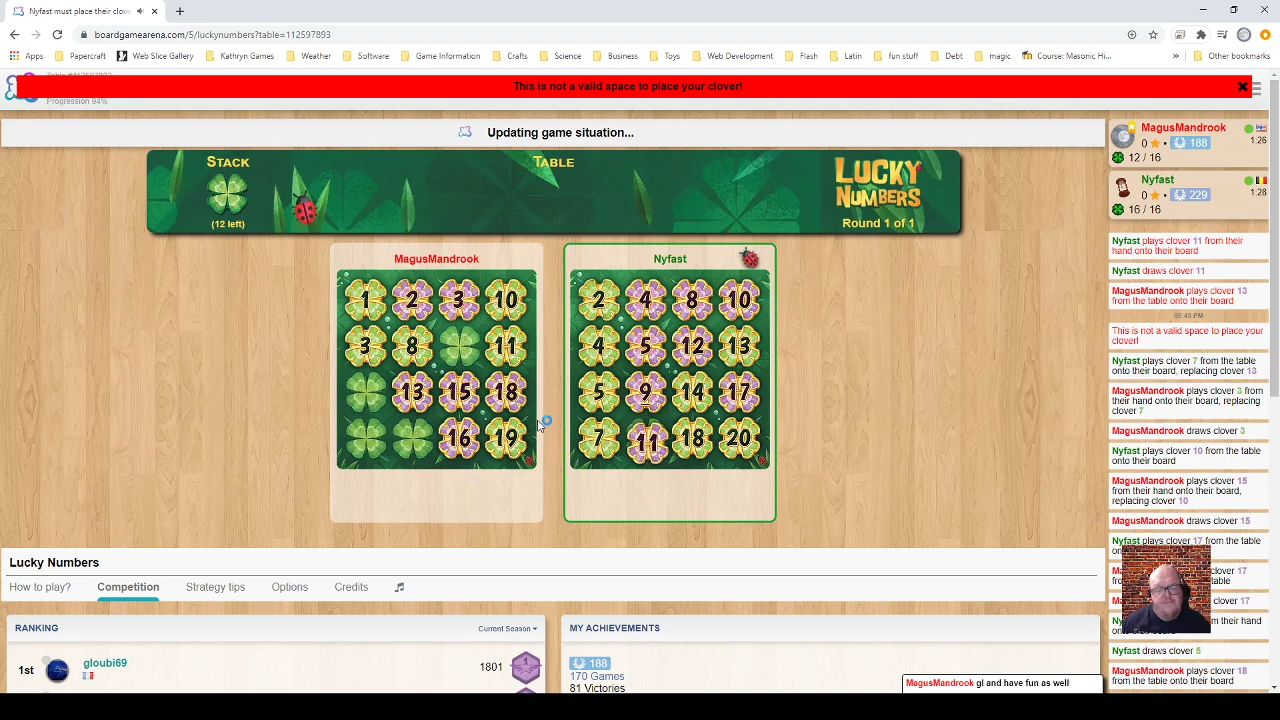 Nyfast must place their clove
boardgamearena.com/5/luckynumbers?table=112597893
Apps
Papercraft
Web Slice Gallery
Kathryn Games
Weather
Software
Game Information
Crafts
Science
Business
Toys
Web Development
Flash
Latin
fun stuff
Debt
magic
Course: Masonic Hi...
»
Other bookmarks
This is not a valid space to place your clover!
Progression 94%
Updating game situation...
STACK
(12 left)
TABLE
LUCKY
NUMBERS
Round 1 of 1
MagusMandrook
1 2 3 10
3 8 11
13 15 18
16 19
Nyfast
2 4 8 10
4 5 12 13
5 9 14 17
7 11 18 20
MagusMandrook
0 • 188
1:26
12 / 16
Nyfast
0 • 229
1:28
16 / 16
Nyfast plays clover 11 from their
hand onto their board
Nyfast draws clover 11
MagusMandrook plays clover 13
from the table onto their board
05:45 PM
This is not a valid space to place your
clover!
Nyfast plays clover 7 from the table
onto their board, replacing clover 13
MagusMandrook plays clover 3 from
their hand onto their board, replacing
clover 7
MagusMandrook draws clover 3
Nyfast plays clover 10 from the table
onto their board
MagusMandrook plays clover 15
from their hand onto their board,
replacing clover 10
MagusMandrook draws clover 15
Nyfast plays clover 17 from the table
clover 17
table
clover 17
m their hand
Nyfast draws clover 5
MagusMandrook plays clover 18
from the table onto their board
Lucky Numbers
How to play?
Competition
Strategy tips
Options
Credits
RANKING
Current Season
1st
gloubi69
1801
MY ACHIEVEMENTS
188
170 Games
81 Victories
MagusMandrook gl and have fun as well